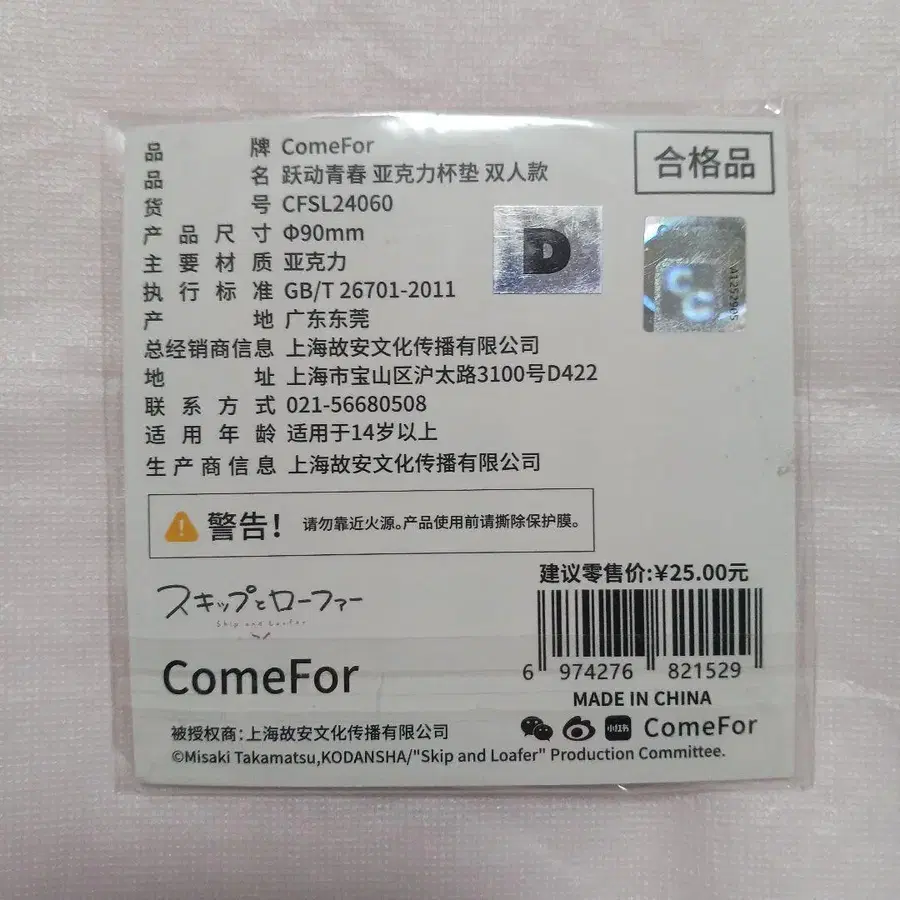 品牌 ComeFor
合格品
品名 跃动青春 亚克力杯垫 双人款
货号 CFSL24060
产品尺寸 Φ90mm
D
主要材质 亚克力
执行标准 GB/T 26701-2011
产地 广东东莞
总经销商信息 上海故安文化传播有限公司
地址 上海市宝山区沪太路3100号D422
联系方式 021-56680508
适用年龄 适用于14岁以上
生产商信息 上海故安文化传播有限公司
警告! 请勿靠近火源。产品使用前请撕除保护膜。
建议零售价:¥25.00元
スキップとローファー
Skip and Loafer
6 974276 821529
ComeFor
MADE IN CHINA
小红书 ComeFor
被授权商:上海故安文化传播有限公司
©Misaki Takamatsu,KODANSHA/"Skip and Loafer" Production Committee.